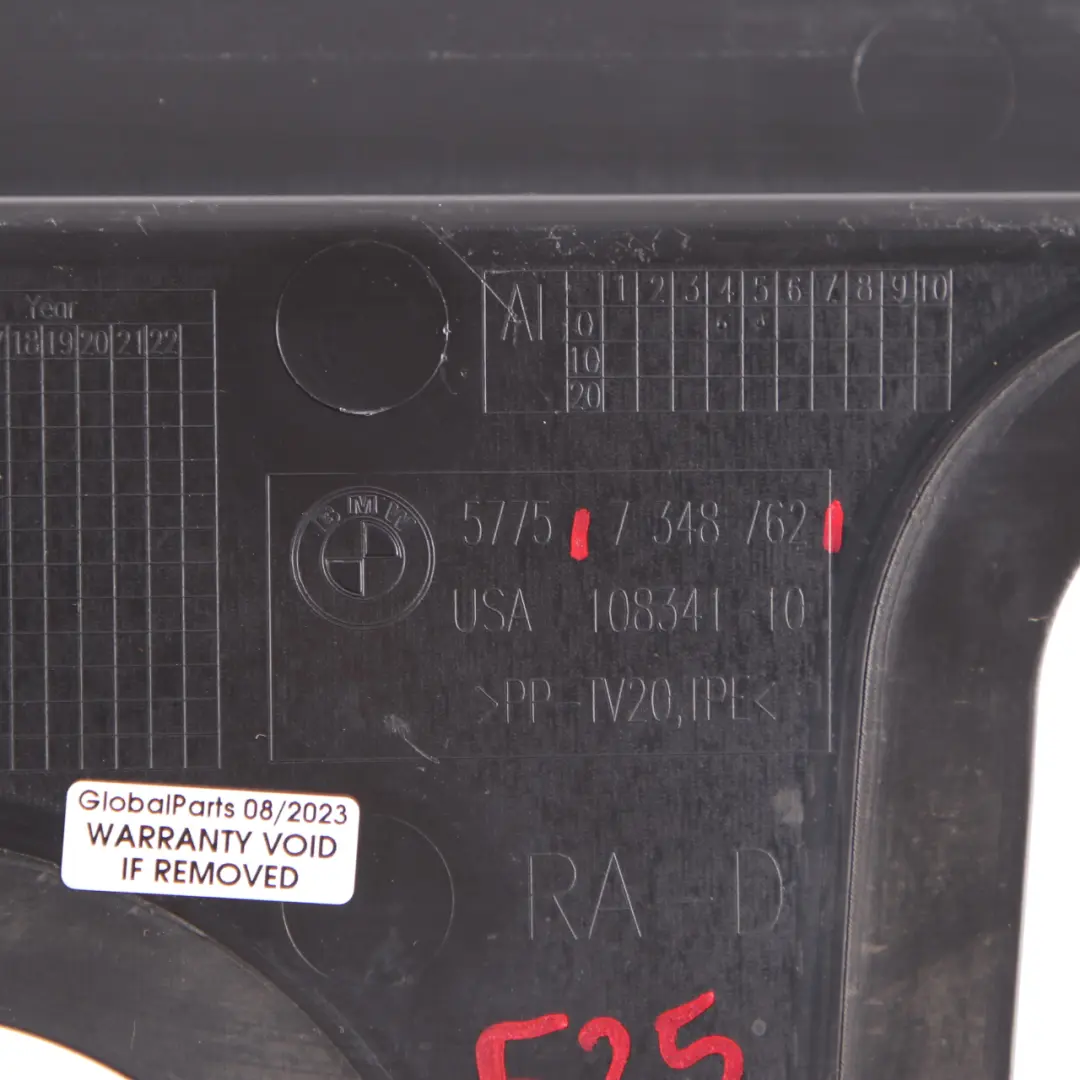 Year
18 19 20 21 22
AI 1 2 3 4 5 6 7 8 9 10
0
10
20
BMW
5775 7 348 762
USA 108341 10
>PP-TV20,TPE<
GlobalParts 08/2023
WARRANTY VOID
IF REMOVED
RA-D
F25